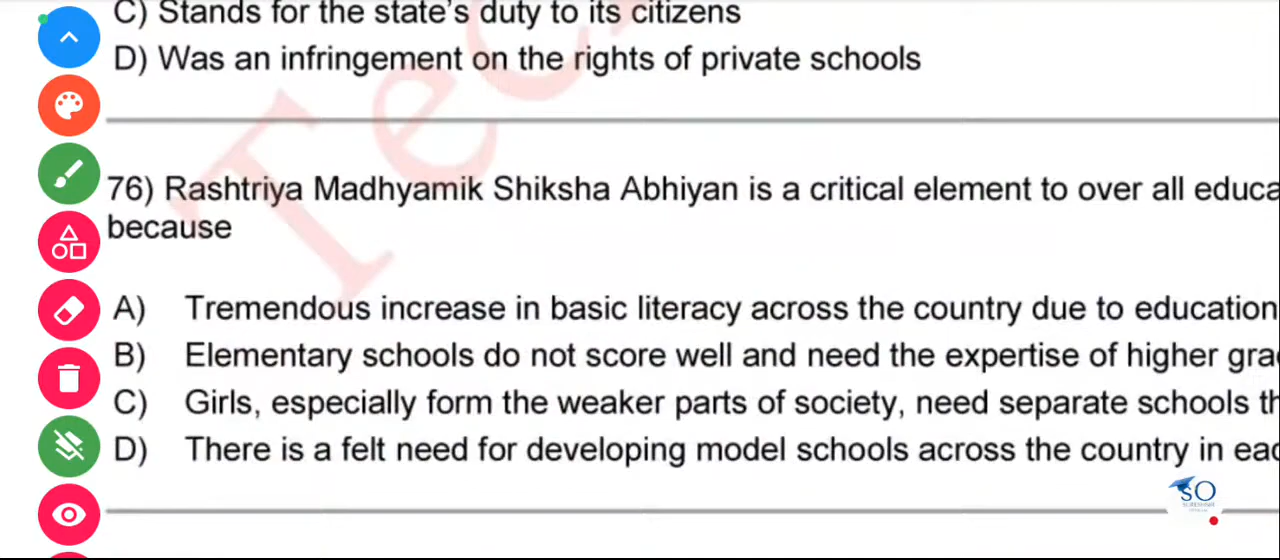 C) Stands for the state's duty to its citizens
D) Was an infringement on the rights of private schools
76) Rashtriya Madhyamik Shiksha Abhiyan is a critical element to over all educa
because
A) Tremendous increase in basic literacy across the country due to education
B) Elementary schools do not score well and need the expertise of higher gra
C) Girls, especially form the weaker parts of society, need separate schools th
D) There is a felt need for developing model schools across the country in eac
SO